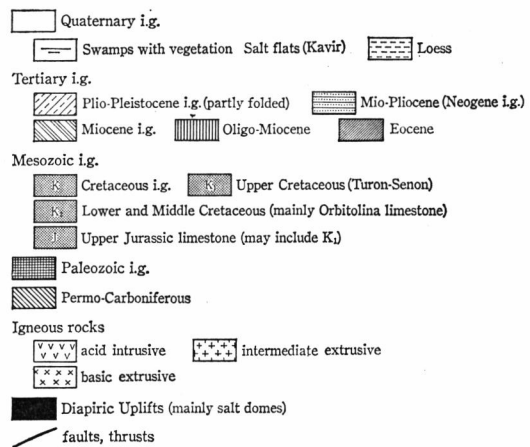 Quaternary i.g.
Swamps with vegetation Salt flats (Kavir) Loess
Tertiary i.g.
Plio-Pleistocene i.g. (partly folded) Mio-Pliocene (Neogene i.g.)
Miocene i.g. Oligo-Miocene Eocene
Mesozoic i.g.
K Cretaceous i.g. K Upper Cretaceous (Turon-Senon)
K₁ Lower and Middle Cretaceous (mainly Orbitolina limestone)
J Upper Jurassic limestone (may include K₁)
Paleozoic i.g.
Permo-Carboniferous
Igneous rocks
acid intrusive intermediate extrusive
basic extrusive
Diapiric Uplifts (mainly salt domes)
faults, thrusts